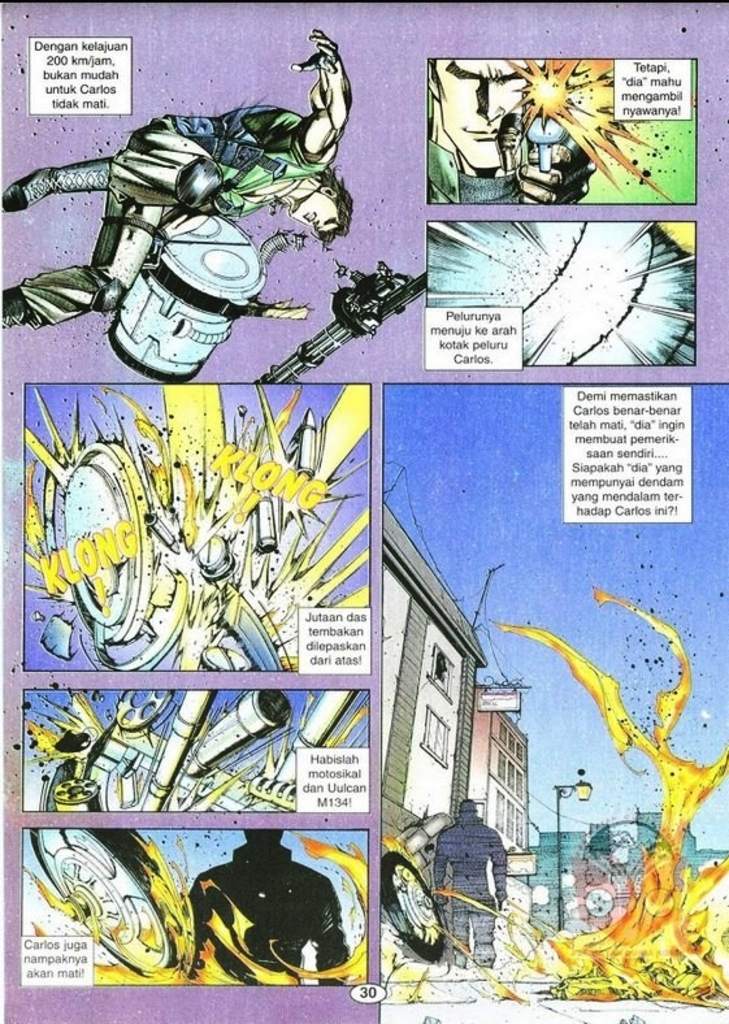 Dengan kelajuan
200 km/jam,
bukan mudah
untuk Carlos
tidak mati.
Tetapi,
"dia" mahu
mengambil
nyawanya!
Pelurunya
menuju ke arah
kotak peluru
Carlos.
KLONG
!!
KLONG
!
Jutaan das
tembakan
dilepaskan
dari atas!
Demi memastikan
Carlos benar-benar
telah mati, "dia" ingin
membuat pemerik-
saan sendiri....
Siapakah "dia" yang
mempunyai dendam
yang mendalam ter-
hadap Carlos ini?!
Habislah
motosikal
dan Uulcan
M134!
Carlos juga
nampaknya
akan mati!
30